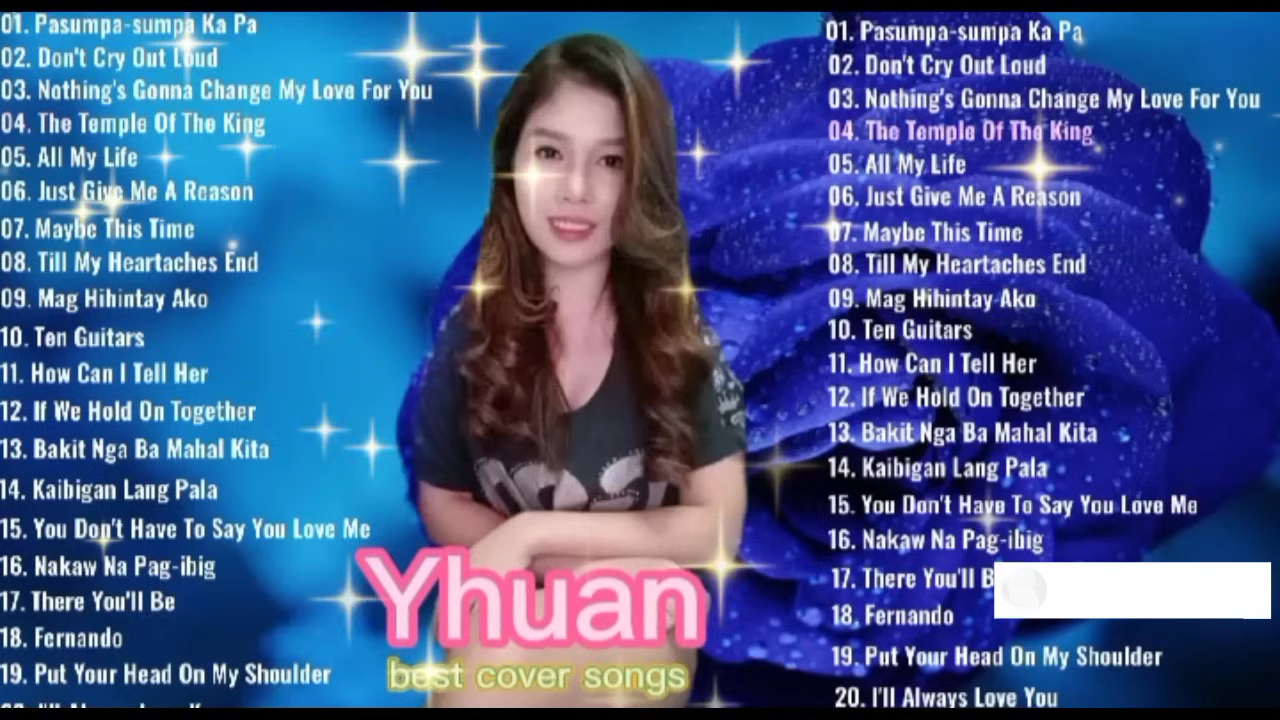 01. Pasumpa-sumpa Ka Pa
02. Don't Cry Out Loud
03. Nothing's Gonna Change My Love For You
04. The Temple Of The King
05. All My Life
06. Just Give Me A Reason
07. Maybe This Time
08. Till My Heartaches End
09. Mag Hihintay Ako
10. Ten Guitars
11. How Can I Tell Her
12. If We Hold On Together
13. Bakit Nga Ba Mahal Kita
14. Kaibigan Lang Pala
15. You Don't Have To Say You Love Me
16. Nakaw Na Pag-ibig
17. There You'll Be
18. Fernando
19. Put Your Head On My Shoulder
Yhuan
best cover songs
01. Pasumpa-sumpa Ka Pa
02. Don't Cry Out Loud
03. Nothing's Gonna Change My Love For You
04. The Temple Of The King
05. All My Life
06. Just Give Me A Reason
07. Maybe This Time
08. Till My Heartaches End
09. Mag Hihintay Ako
10. Ten Guitars
11. How Can I Tell Her
12. If We Hold On Together
13. Bakit Nga Ba Mahal Kita
14. Kaibigan Lang Pala
15. You Don't Have To Say You Love Me
16. Nakaw Na Pag-ibig
17. There You'll B
18. Fernando
19. Put Your Head On My Shoulder
20. I'll Always Love You